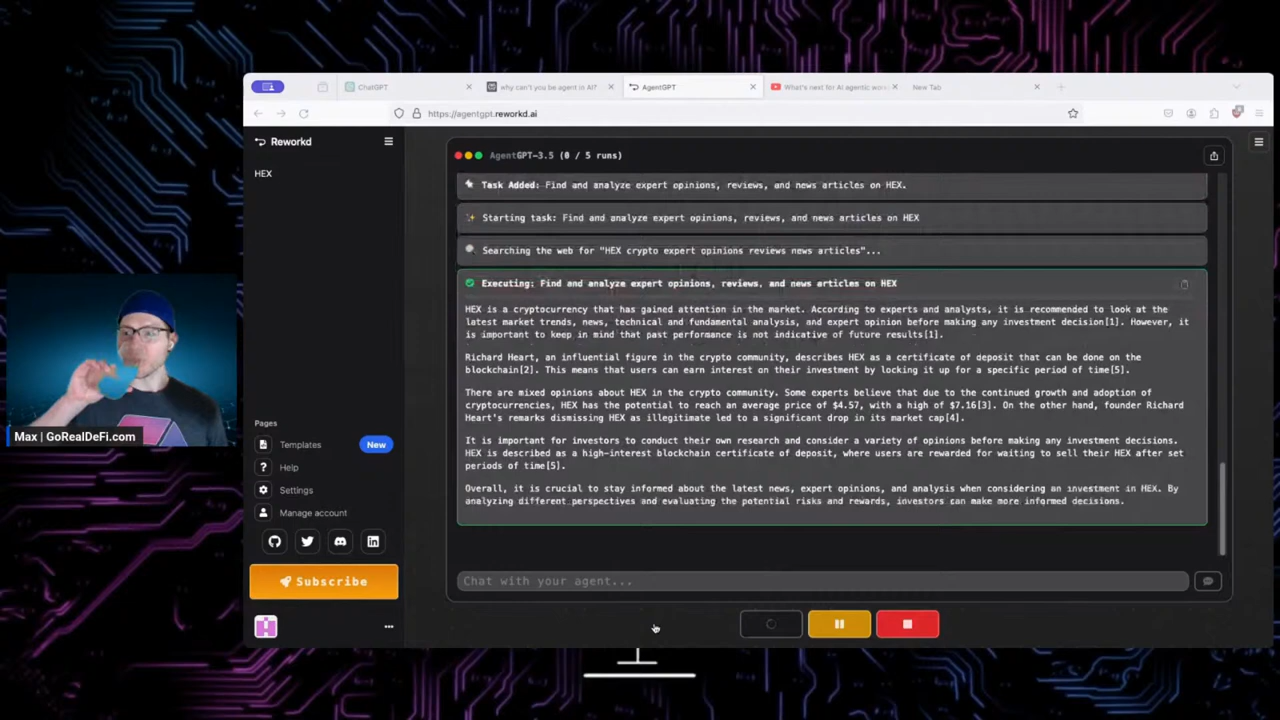 ChatGPT
why can't you be agent in AI?
AgentGPT
What's next for AI agentic work
New Tab
https://agentgpt.reworkd.ai
Reworkd
HEX
AgentGPT-3.5 (0 / 5 runs)
Task Added: Find and analyze expert opinions, reviews, and news articles on HEX.
Starting task: Find and analyze expert opinions, reviews, and news articles on HEX
Searching the web for "HEX crypto expert opinions reviews news articles"...
Executing: Find and analyze expert opinions, reviews, and news articles on HEX
HEX is a cryptocurrency that has gained attention in the market. According to experts and analysts, it is recommended to look at the
latest market trends, news, technical and fundamental analysis, and expert opinion before making any investment decision[1]. However, it
is important to keep in mind that past performance is not indicative of future results[1].
Richard Heart, an influential figure in the crypto community, describes HEX as a certificate of deposit that can be done on the
blockchain[2]. This means that users can earn interest on their investment by locking it up for a specific period of time[5].
There are mixed opinions about HEX in the crypto community. Some experts believe that due to the continued growth and adoption of
cryptocurrencies, HEX has the potential to reach an average price of $4.57, with a high of $7.16[3]. On the other hand, founder Richard
Heart's remarks dismissing HEX as illegitimate led to a significant drop in its market cap[4].
It is important for investors to conduct their own research and consider a variety of opinions before making any investment decisions.
HEX is described as a high-interest blockchain certificate of deposit, where users are rewarded for waiting to sell their HEX after set
periods of time[5].
Overall, it is crucial to stay informed about the latest news, expert opinions, and analysis when considering an investment in HEX. By
analyzing different perspectives and evaluating the potential risks and rewards, investors can make more informed decisions.
Chat with your agent...
Pages
Templates
New
Help
Settings
Manage account
Subscribe
Max | GoRealDeFi.com